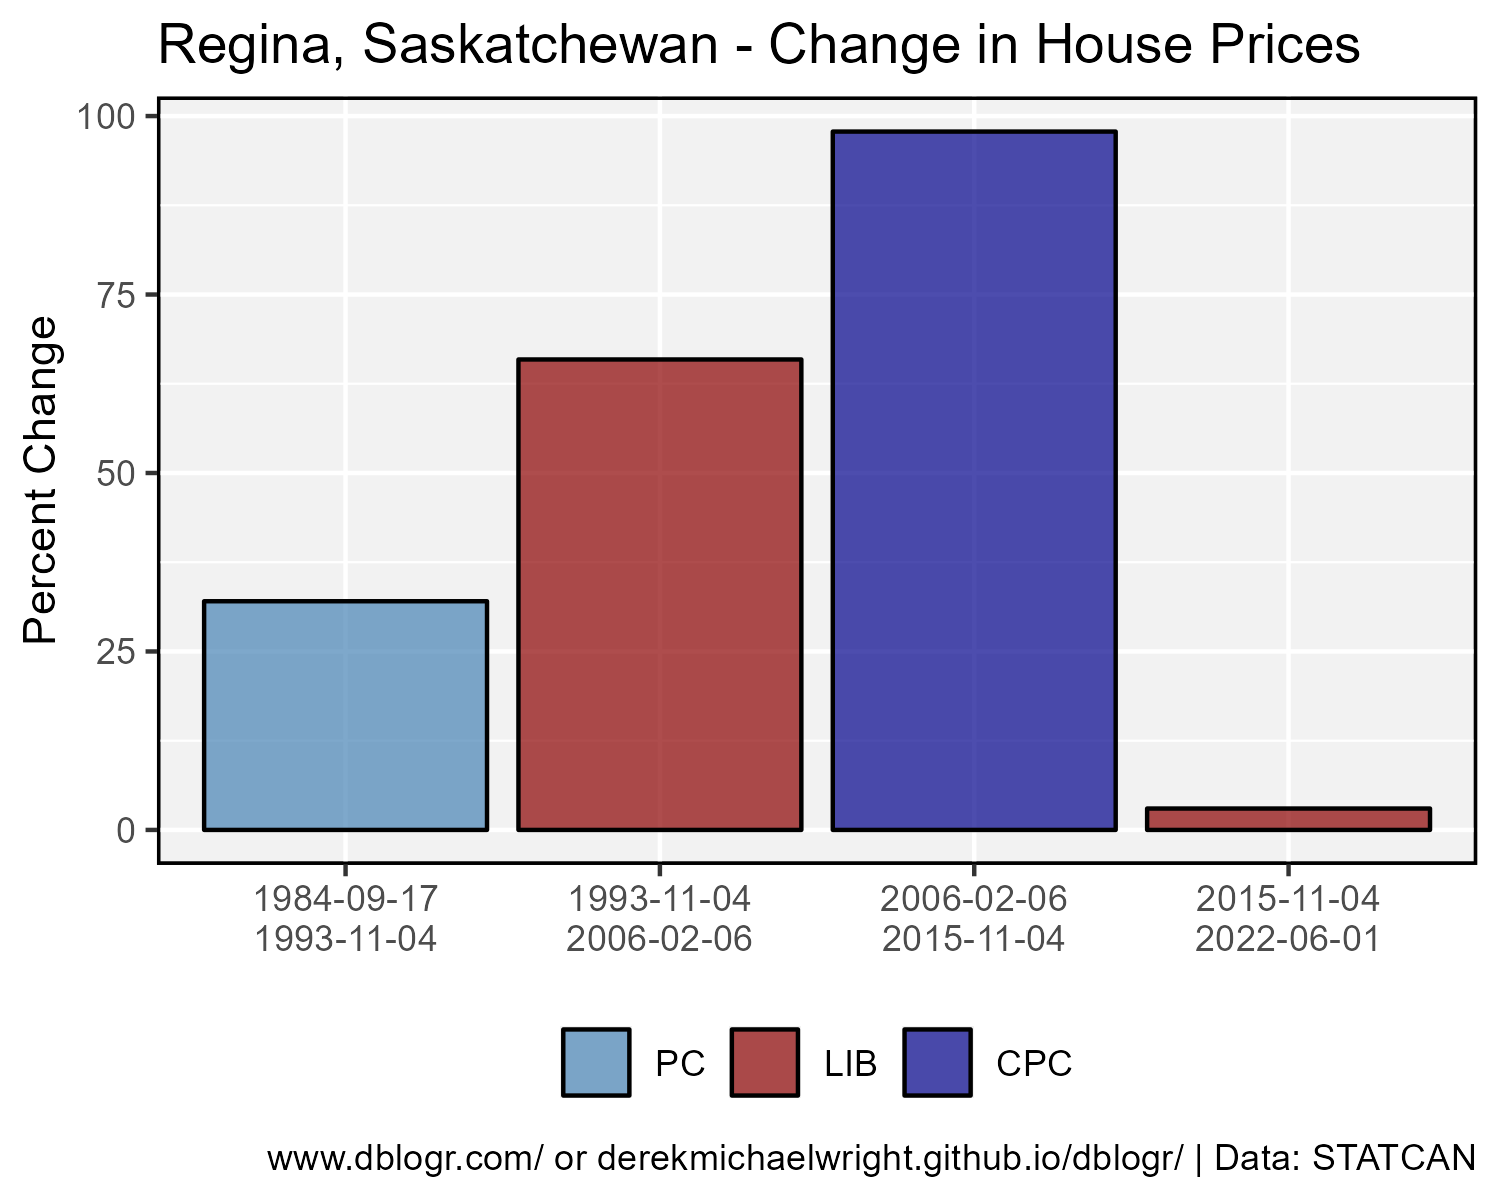 Regina, Saskatchewan - Change in House Prices
Percent Change
100
75
50
25
0
1984-09-17
1993-11-04
1993-11-04
2006-02-06
2006-02-06
2015-11-04
2015-11-04
2022-06-01
PC
LIB
CPC
www.dblogr.com/ or derekmichaelwright.github.io/dblogr/ | Data: STATCAN